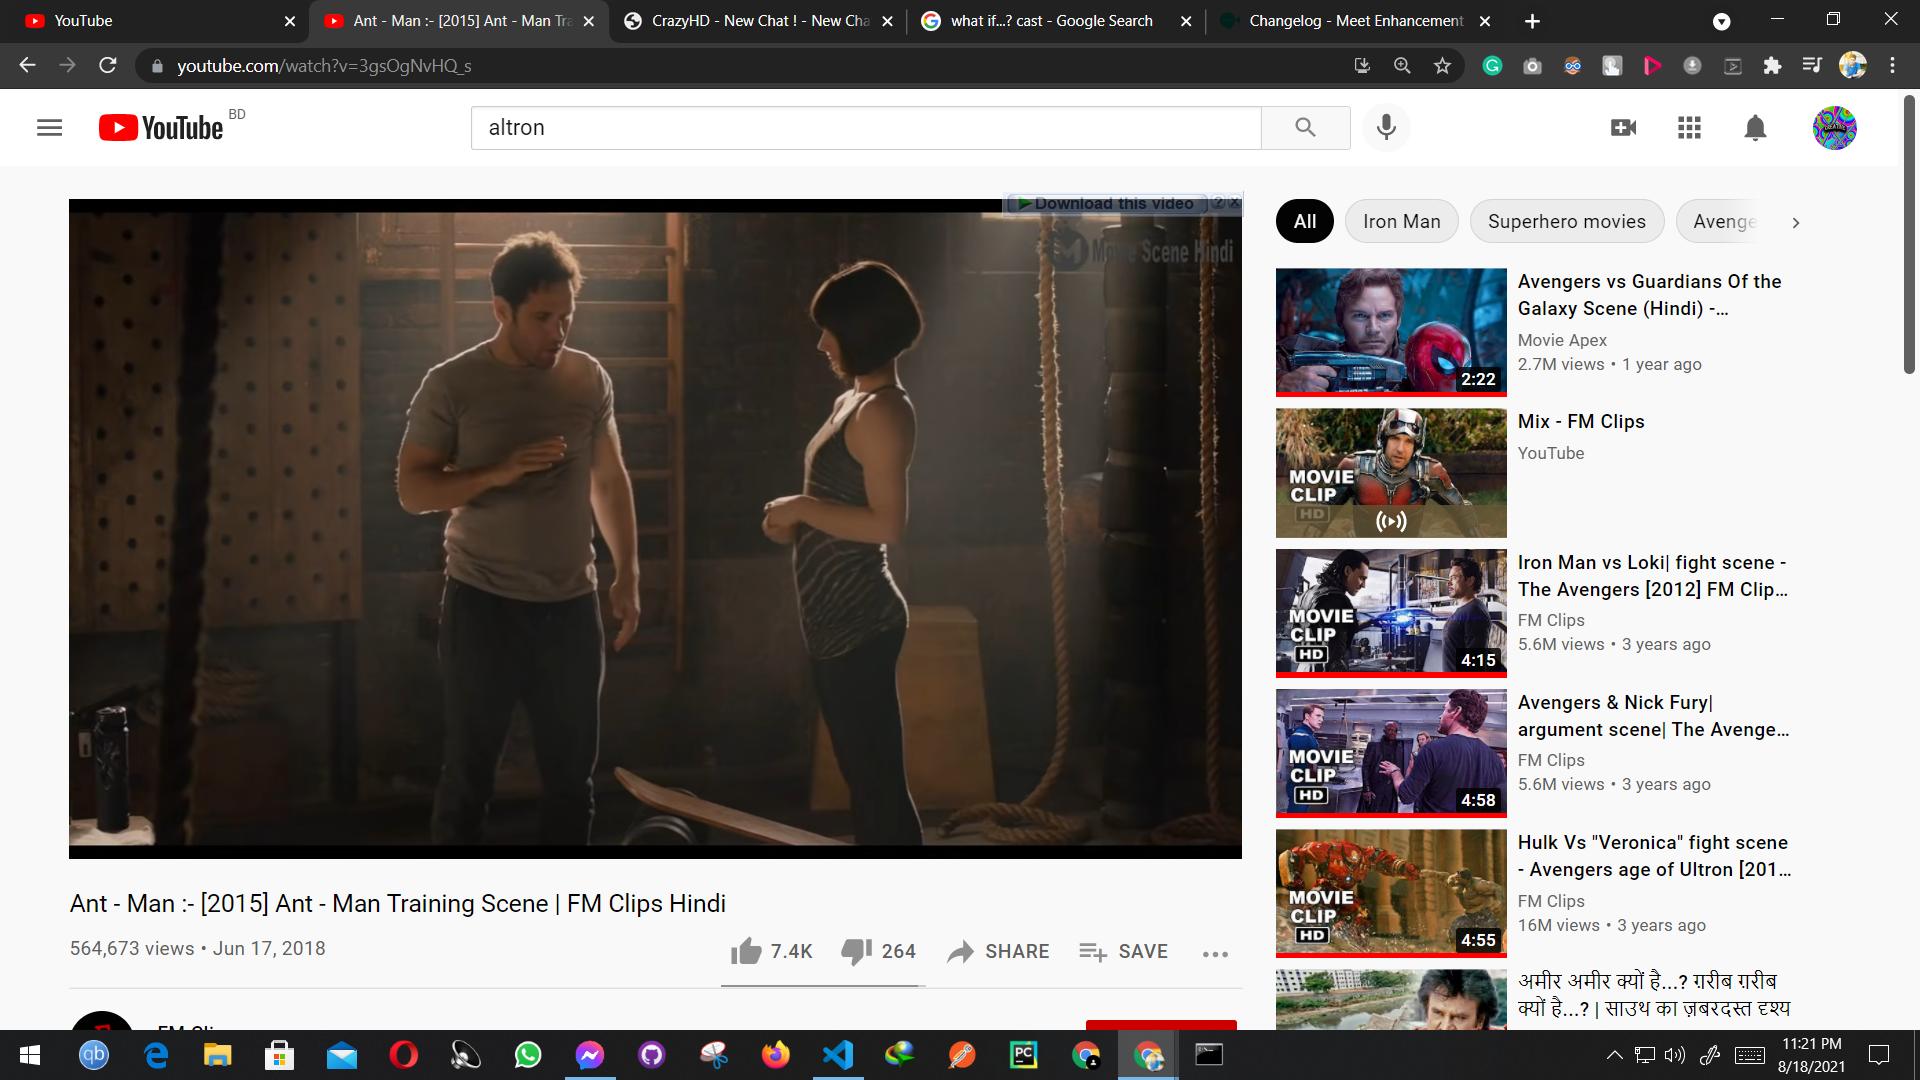 YouTube
Ant - Man :- [2015] Ant - Man Tra
CrazyHD - New Chat ! - New Cha
what if...? cast - Google Search
Changelog - Meet Enhancement
youtube.com/watch?v=3gsOgNvHQ_s
YouTube BD
altron
Download this video
Movie Scene Hindi
All
Iron Man
Superhero movies
Avenge
Avengers vs Guardians Of the
Galaxy Scene (Hindi) -...
Movie Apex
2.7M views • 1 year ago
2:22
Mix - FM Clips
YouTube
MOVIE
CLIP
HD
Iron Man vs Loki| fight scene -
The Avengers [2012] FM Clip...
FM Clips
5.6M views • 3 years ago
MOVIE
CLIP
HD
4:15
Avengers & Nick Fury|
argument scene| The Avenge...
FM Clips
5.6M views • 3 years ago
MOVIE
CLIP
HD
4:58
Hulk Vs "Veronica" fight scene
- Avengers age of Ultron [201...
FM Clips
16M views • 3 years ago
MOVIE
CLIP
HD
4:55
अमीर अमीर क्यों है...? ग़रीब ग़रीब
क्यों है...? | साउथ का ज़बरदस्त दृश्य
Ant - Man :- [2015] Ant - Man Training Scene | FM Clips Hindi
564,673 views • Jun 17, 2018
7.4K
264
SHARE
SAVE
qb
PC
11:21 PM
8/18/2021